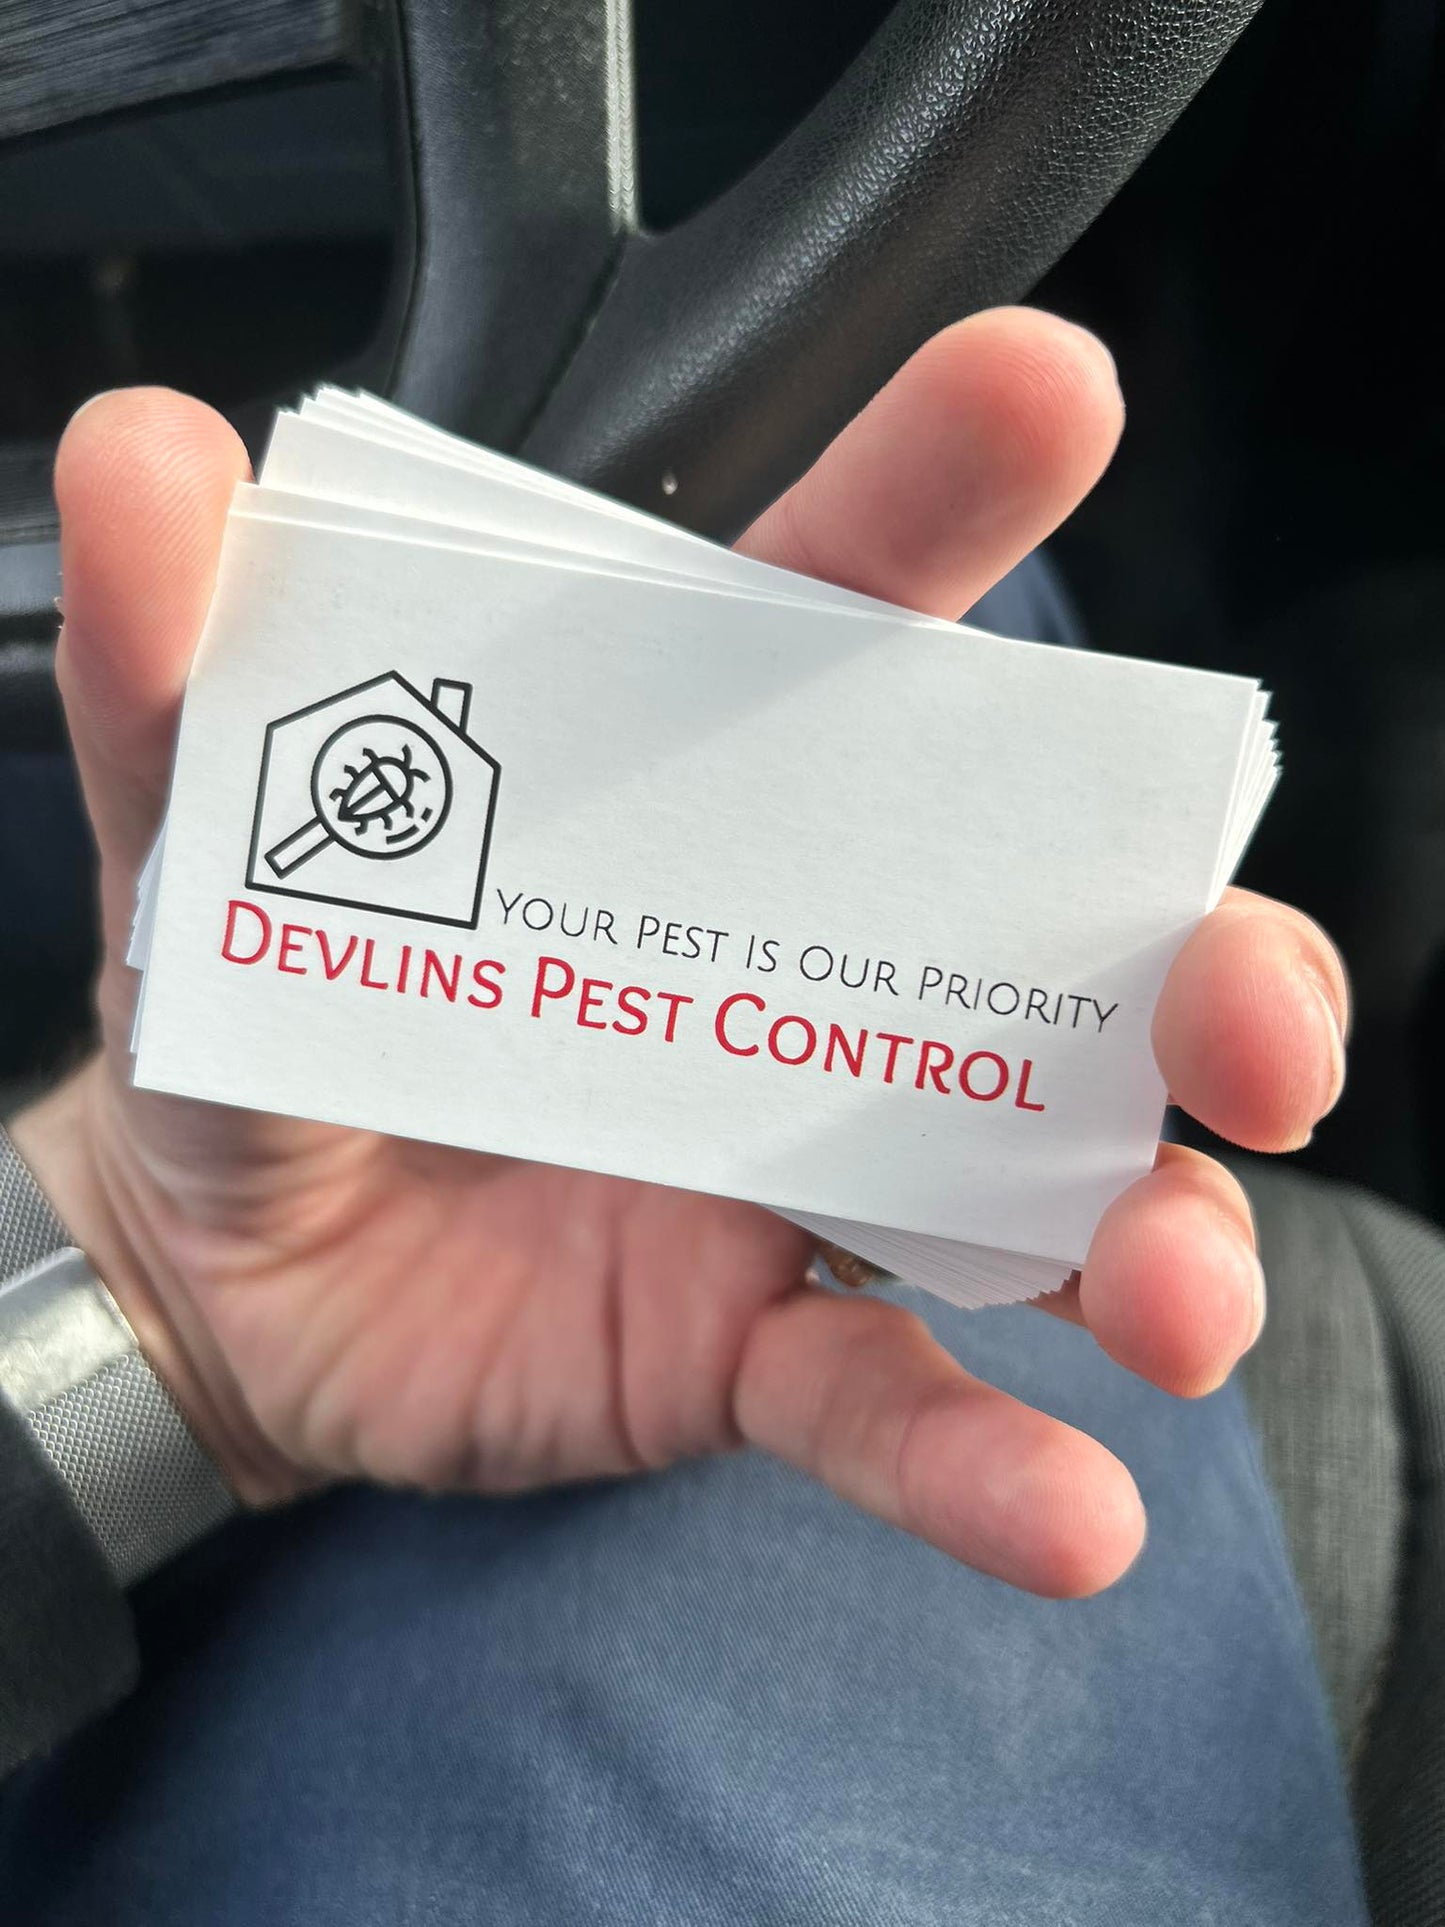 Your pest is Our Priority
Devlins Pest Control